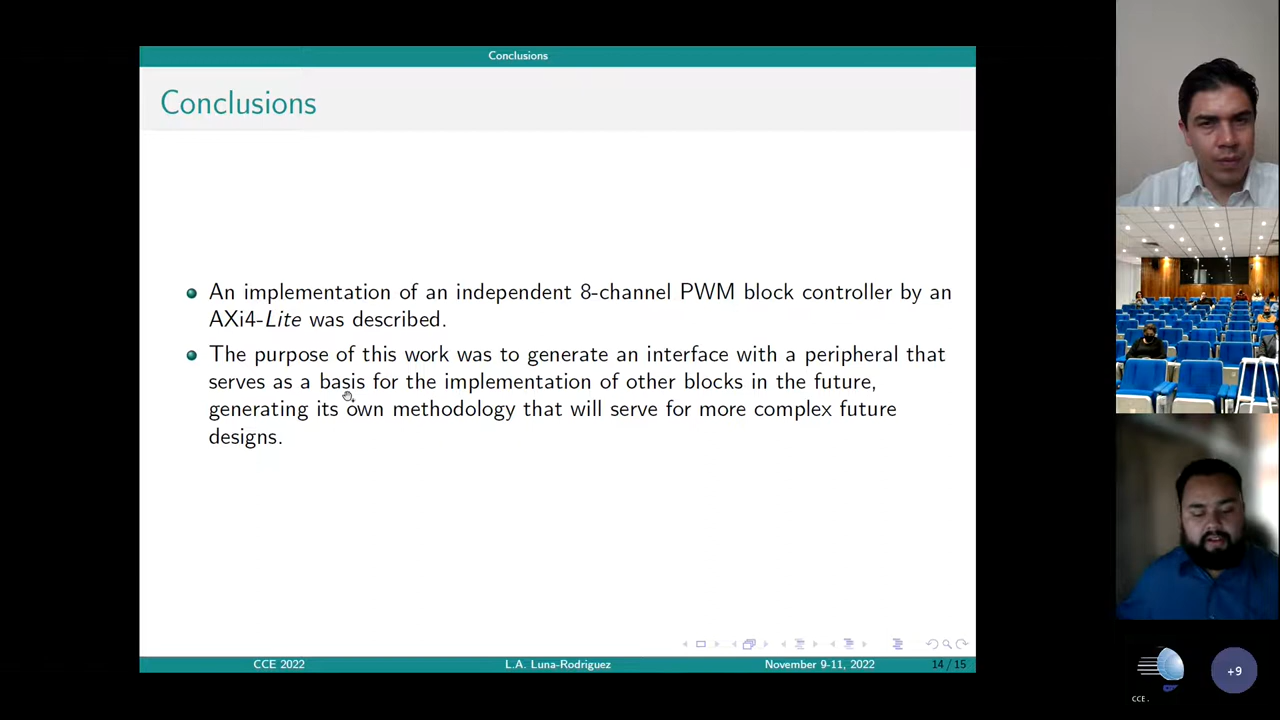 Conclusions
Conclusions
An implementation of an independent 8-channel PWM block controller by an
AXi4-Lite was described.
The purpose of this work was to generate an interface with a peripheral that
serves as a basis for the implementation of other blocks in the future,
generating its own methodology that will serve for more complex future
designs.
CCE 2022 L.A. Luna-Rodriguez November 9-11, 2022 14 / 15
CCE.
+9